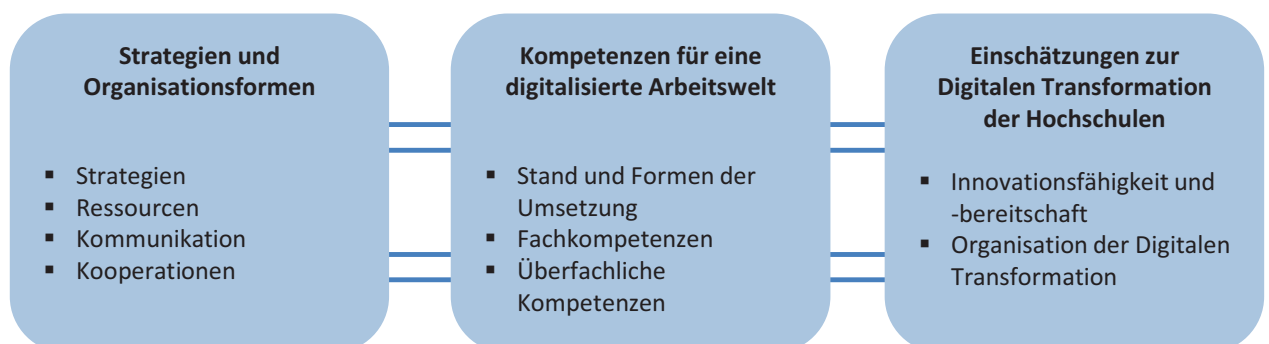 Strategien und
Organisationsformen
▪ Strategien
▪ Ressourcen
▪ Kommunikation
▪ Kooperationen
Kompetenzen für eine
digitalisierte Arbeitswelt
▪ Stand und Formen der
Umsetzung
▪ Fachkompetenzen
▪ Überfachliche
Kompetenzen
Einschätzungen zur
Digitalen Transformation
der Hochschulen
▪ Innovationsfähigkeit und
-bereitschaft
▪ Organisation der Digitalen
Transformation